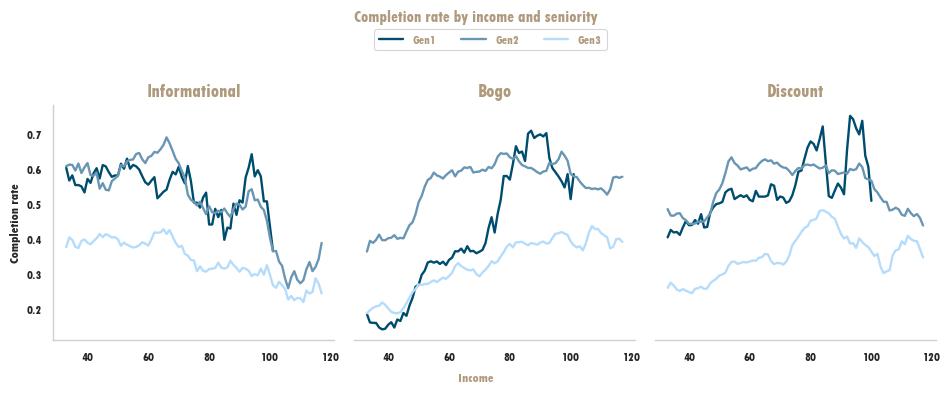 Completion rate by income and seniority
Gen1 Gen2 Gen3
Informational Bogo Discount
Completion rate
0.7
0.6
0.5
0.4
0.3
0.2
40 60 80 100 120 40 60 80 100 120 40 60 80 100 120
Income